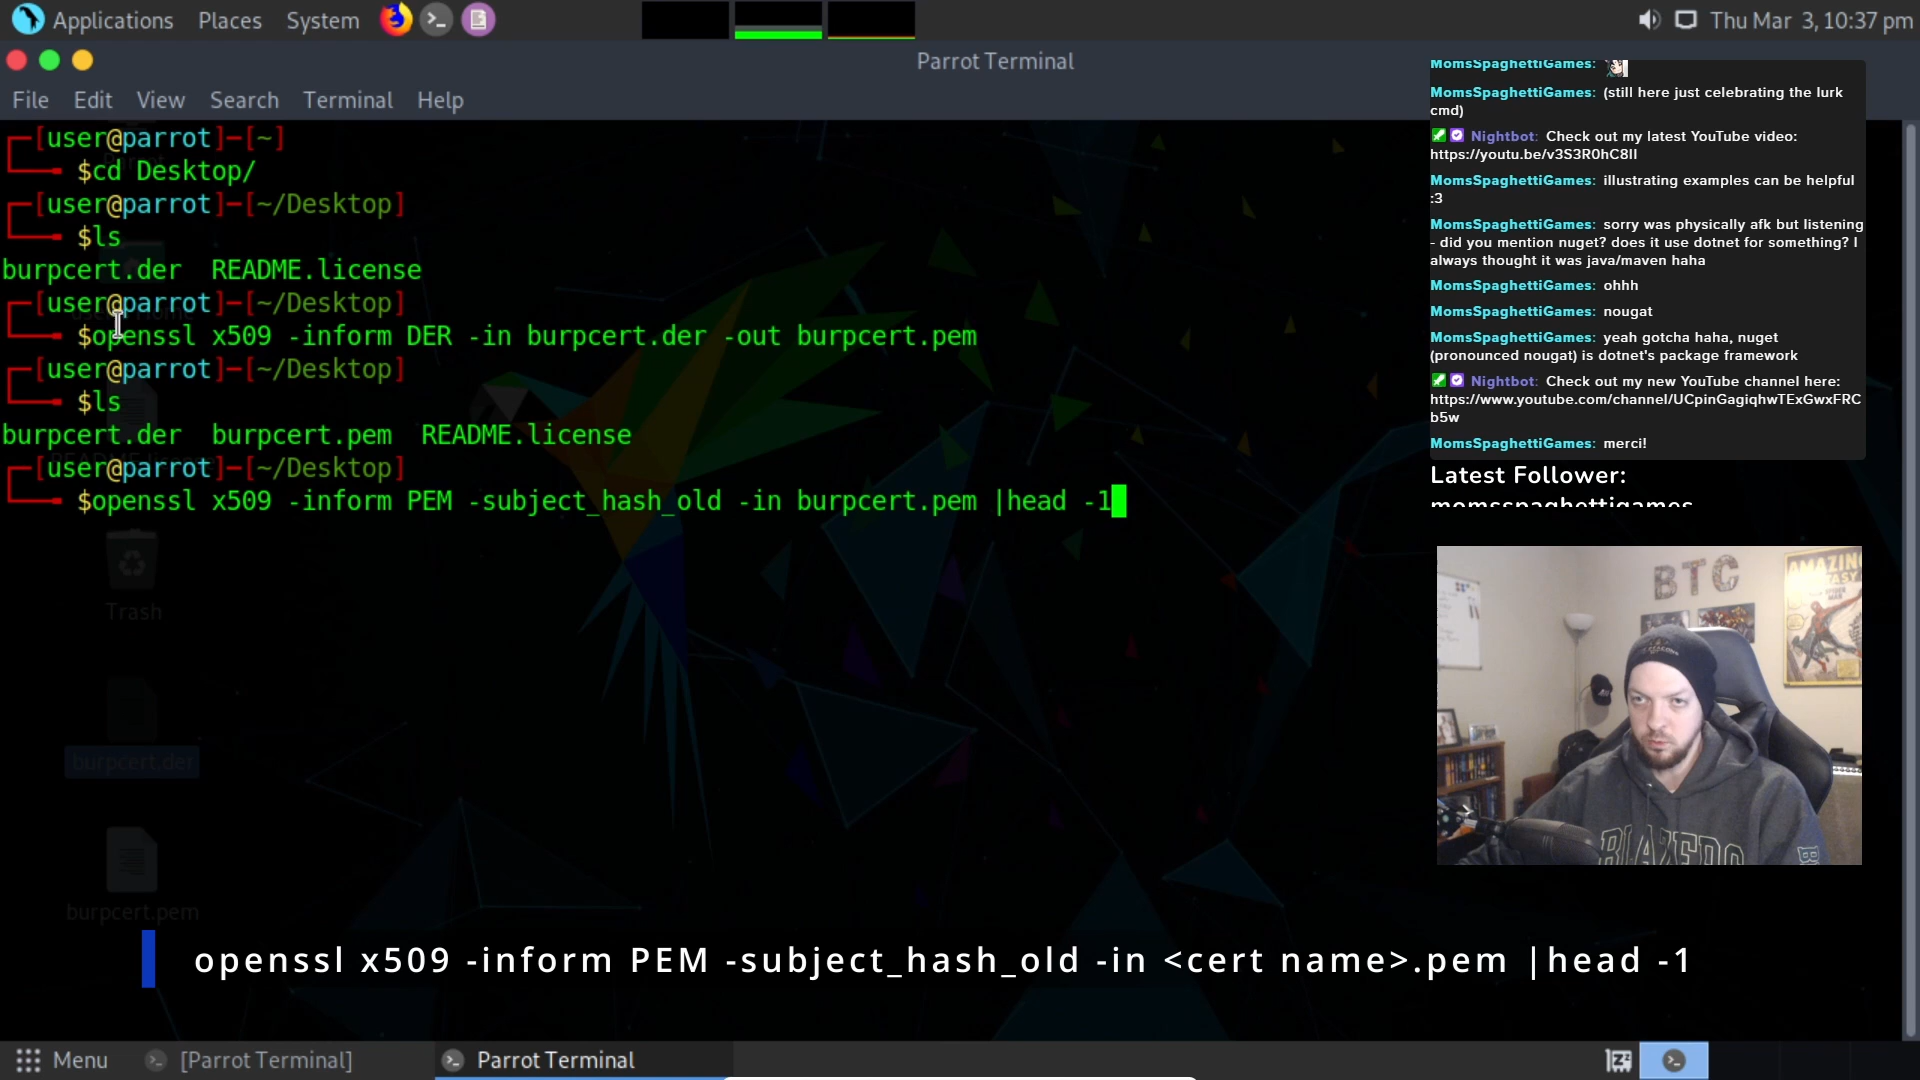 Applications Places System Thu Mar 3, 10:37 pm
Parrot Terminal
File Edit View Search Terminal Help
┌─[user@parrot]─[~]
└──╼ $cd Desktop/
┌─[user@parrot]─[~/Desktop]
└──╼ $ls
burpcert.der README.license
┌─[user@parrot]─[~/Desktop]
└──╼ $openssl x509 -inform DER -in burpcert.der -out burpcert.pem
┌─[user@parrot]─[~/Desktop]
└──╼ $ls
burpcert.der burpcert.pem README.license
┌─[user@parrot]─[~/Desktop]
└──╼ $openssl x509 -inform PEM -subject_hash_old -in burpcert.pem |head -1
Trash
burpcert.der
burpcert.pem
MomsSpaghettiGames:
MomsSpaghettiGames: (still here just celebrating the lurk
cmd)
Nightbot: Check out my latest YouTube video:
https://youtu.be/v3S3R0hC8II
MomsSpaghettiGames: illustrating examples can be helpful
:3
MomsSpaghettiGames: sorry was physically afk but listening
- did you mention nuget? does it use dotnet for something? I
always thought it was java/maven haha
MomsSpaghettiGames: ohhh
MomsSpaghettiGames: nougat
MomsSpaghettiGames: yeah gotcha haha, nuget
(pronounced nougat) is dotnet's package framework
Nightbot: Check out my new YouTube channel here:
https://www.youtube.com/channel/UCpinGagiqhwTExGwxFRC
b5w
MomsSpaghettiGames: merci!
Latest Follower:
momsspaghettigames
BTC
AMAZING
FANTASY
SPIDER
MAN
openssl x509 -inform PEM -subject_hash_old -in <cert name>.pem |head -1
Menu [Parrot Terminal] Parrot Terminal